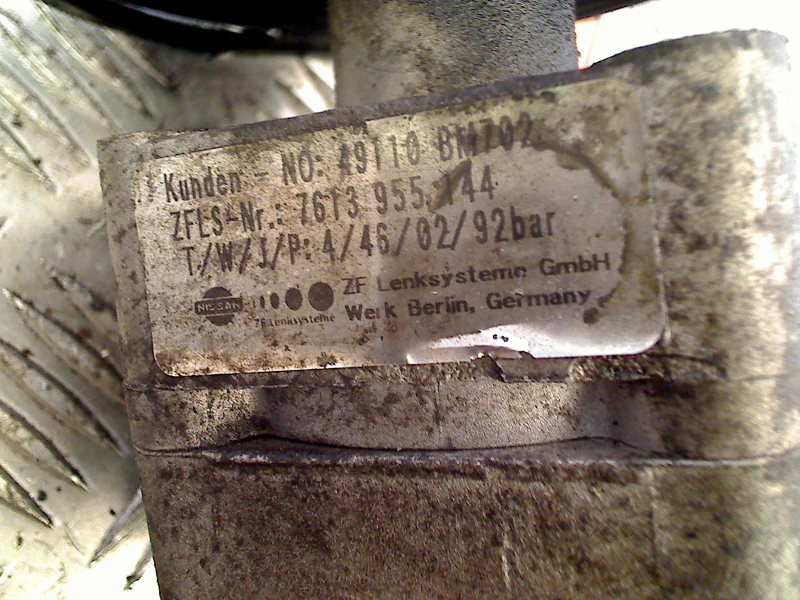 Kunden - NO: 49110 BM702
ZFLS-Nr.: 7613 955 144
T/W/J/P: 4/46/02/92bar
NISSAN
ZF Lenksysteme
ZF Lenksysteme GmbH
Werk Berlin, Germany